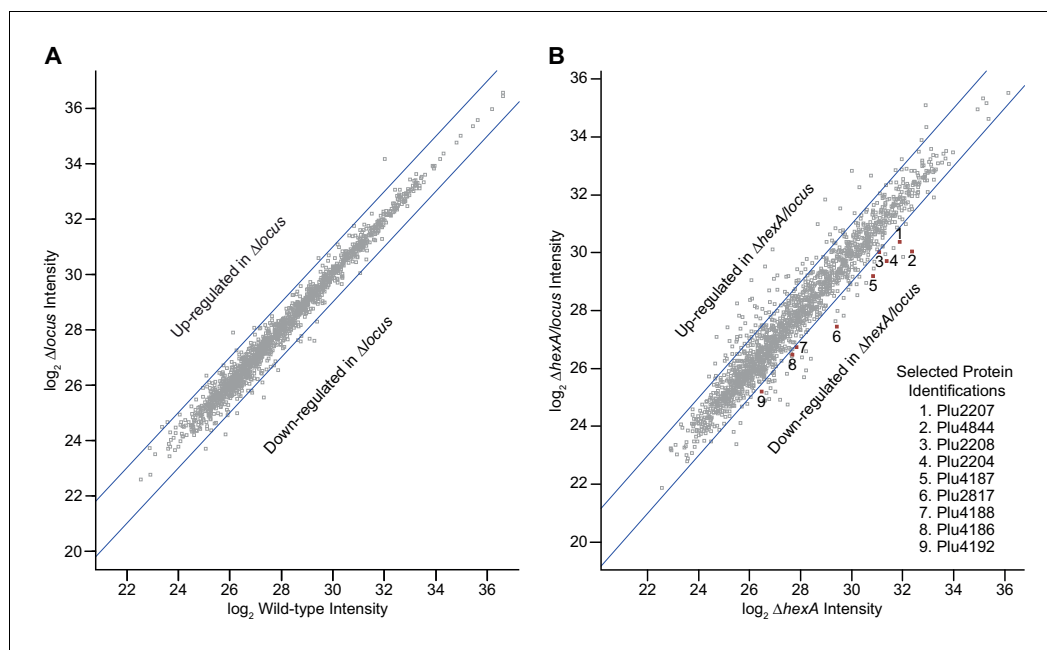 A
B
36
34
32
30
28
26
24
22
20
22
24
26
28
30
32
34
36
log2 Δlocus Intensity
log2 Wild-type Intensity
Up-regulated in Δlocus
Down-regulated in Δlocus
36
34
32
30
28
26
24
22
20
22
24
26
28
30
32
34
36
log2 ΔhexA/locus Intensity
log2 ΔhexA Intensity
Up-regulated in ΔhexA/locus
Down-regulated in ΔhexA/locus
1
3
4
2
5
6
7
8
9
Selected Protein
Identifications
1. Plu2207
2. Plu4844
3. Plu2208
4. Plu2204
5. Plu4187
6. Plu2817
7. Plu4188
8. Plu4186
9. Plu4192